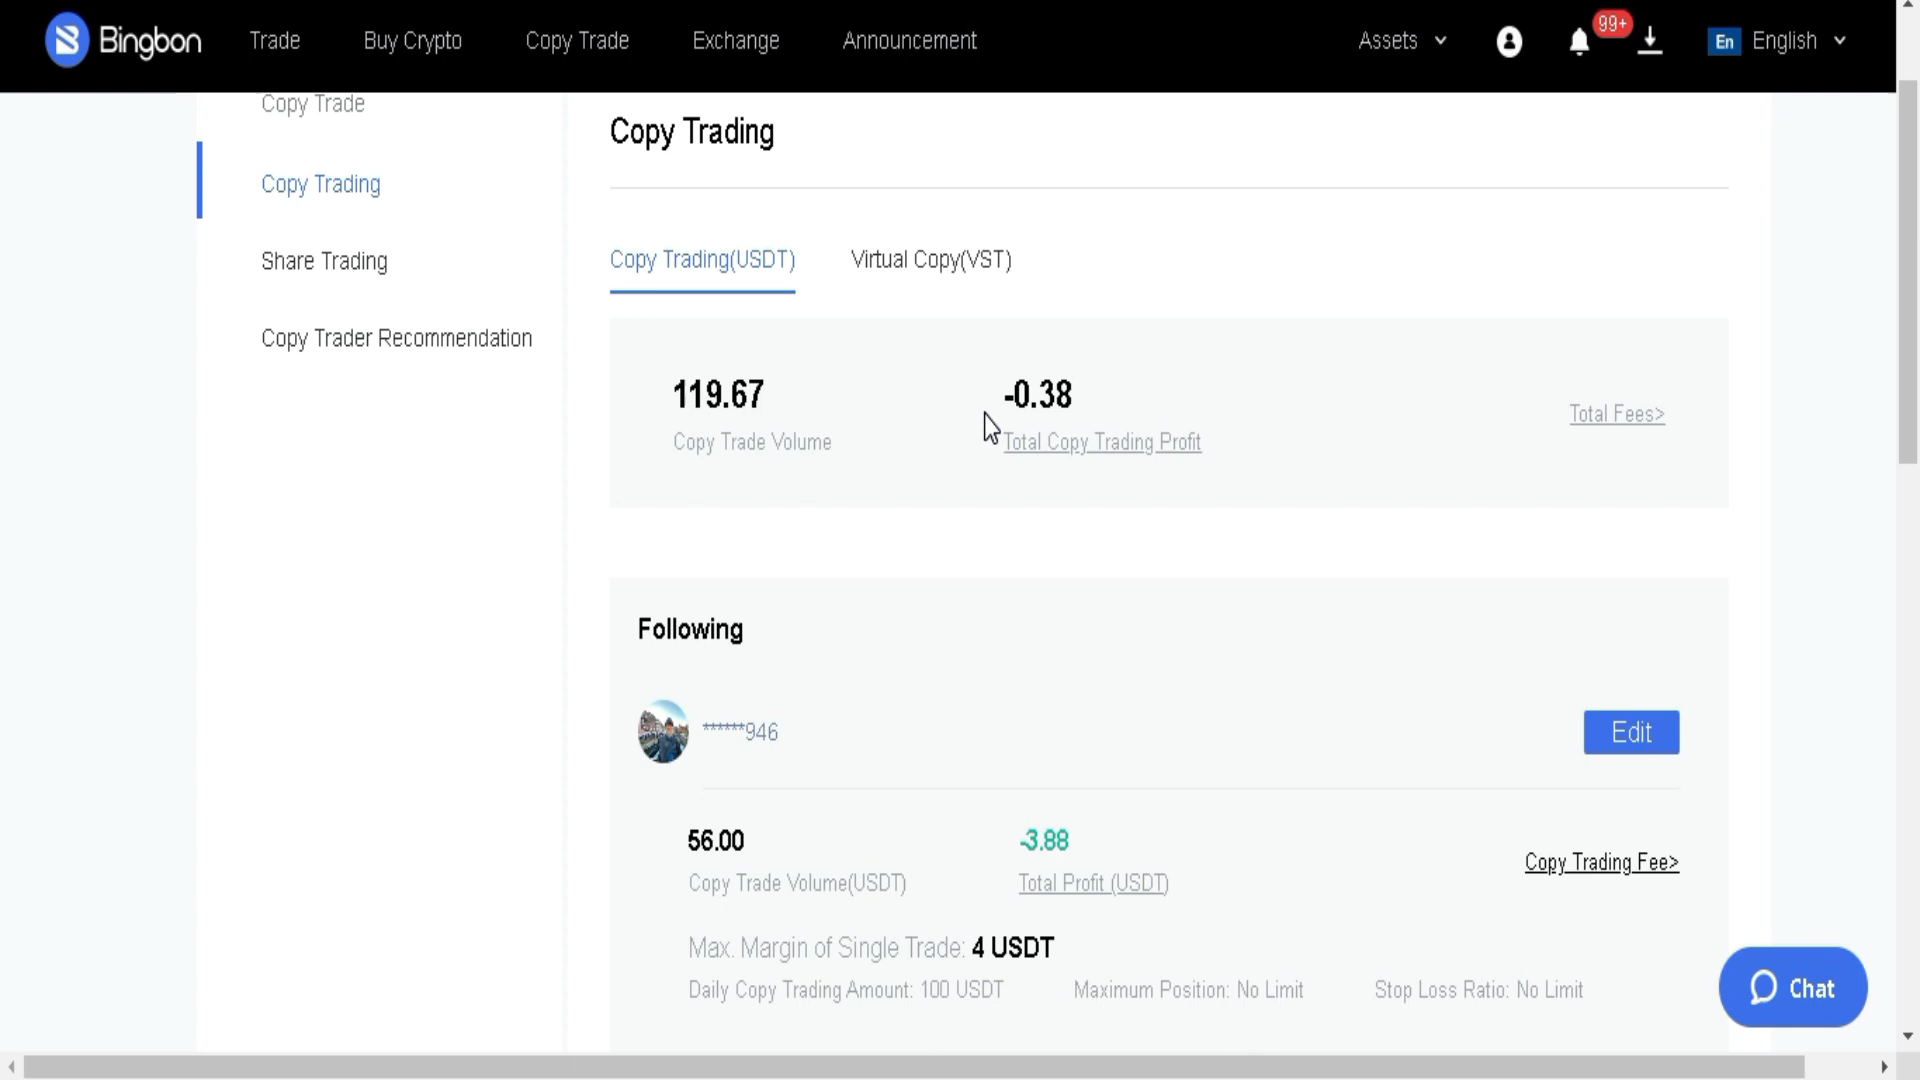 Bingbon Trade Buy Crypto Copy Trade Exchange Announcement Assets 99+ En English
Copy Trade
Copy Trading
Share Trading
Copy Trader Recommendation
Copy Trading
Copy Trading(USDT) Virtual Copy(VST)
119.67 -0.38
Copy Trade Volume Total Copy Trading Profit Total Fees>
Following
******946 Edit
56.00 -3.88
Copy Trade Volume(USDT) Total Profit (USDT) Copy Trading Fee>
Max. Margin of Single Trade: 4 USDT
Daily Copy Trading Amount: 100 USDT Maximum Position: No Limit Stop Loss Ratio: No Limit
Chat